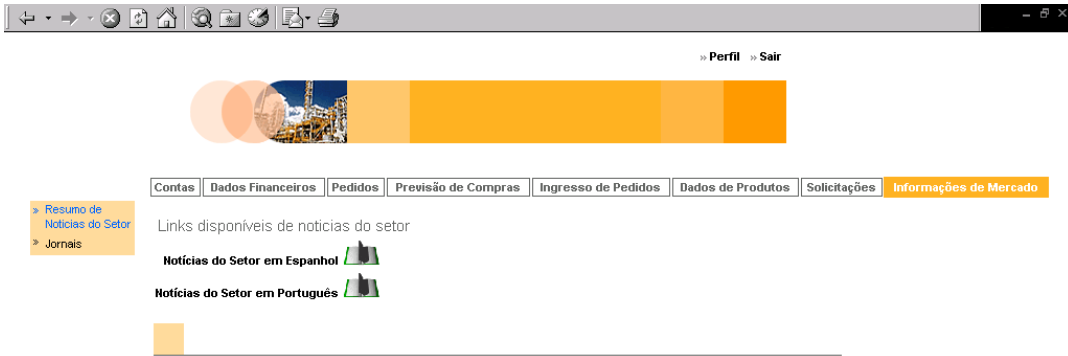 » Perfil » Sair
Contas Dados Financeiros Pedidos Previsão de Compras Ingresso de Pedidos Dados de Produtos Solicitações Informações de Mercado
» Resumo de
Noticias do Setor
» Jornais
Links disponíveis de noticias do setor
Notícias do Setor em Espanhol
Notícias do Setor em Português